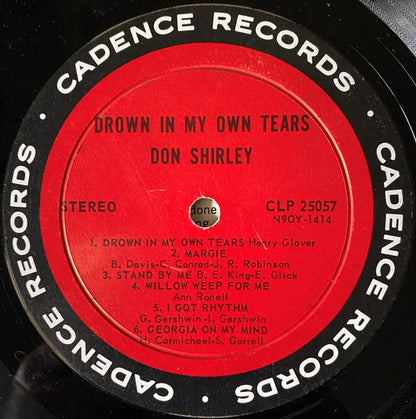 · CADENCE RECORDS · CADENCE RECORDS · CADENCE RECORDS
DROWN IN MY OWN TEARS
DON SHIRLEY
STEREO
CLP 25057
N9OY-1414
done
ng
1. DROWN IN MY OWN TEARS Henry Glover
2. MARGIE
B. Davis-C. Conrad-J. R. Robinson
3. STAND BY ME B. E. King-E. Glick
4. WILLOW WEEP FOR ME
Ann Ronell
5. I GOT RHYTHM
G. Gershwin-I. Gershwin
6. GEORGIA ON MY MIND
H. Carmichael-S. Gorrell